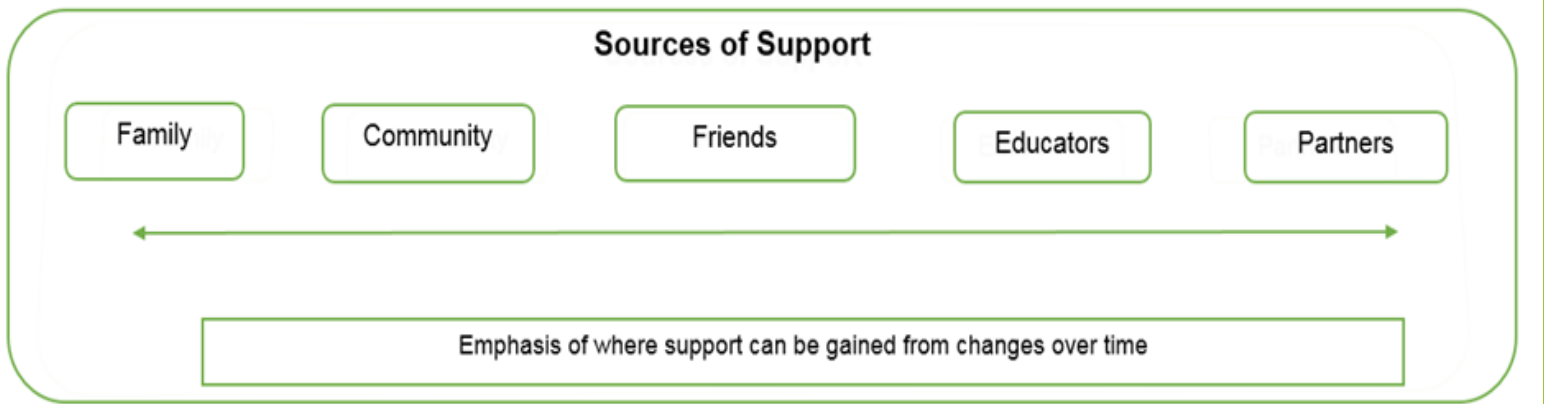 Sources of Support
Family
Community
Friends
Educators
Partners
Emphasis of where support can be gained from changes over time